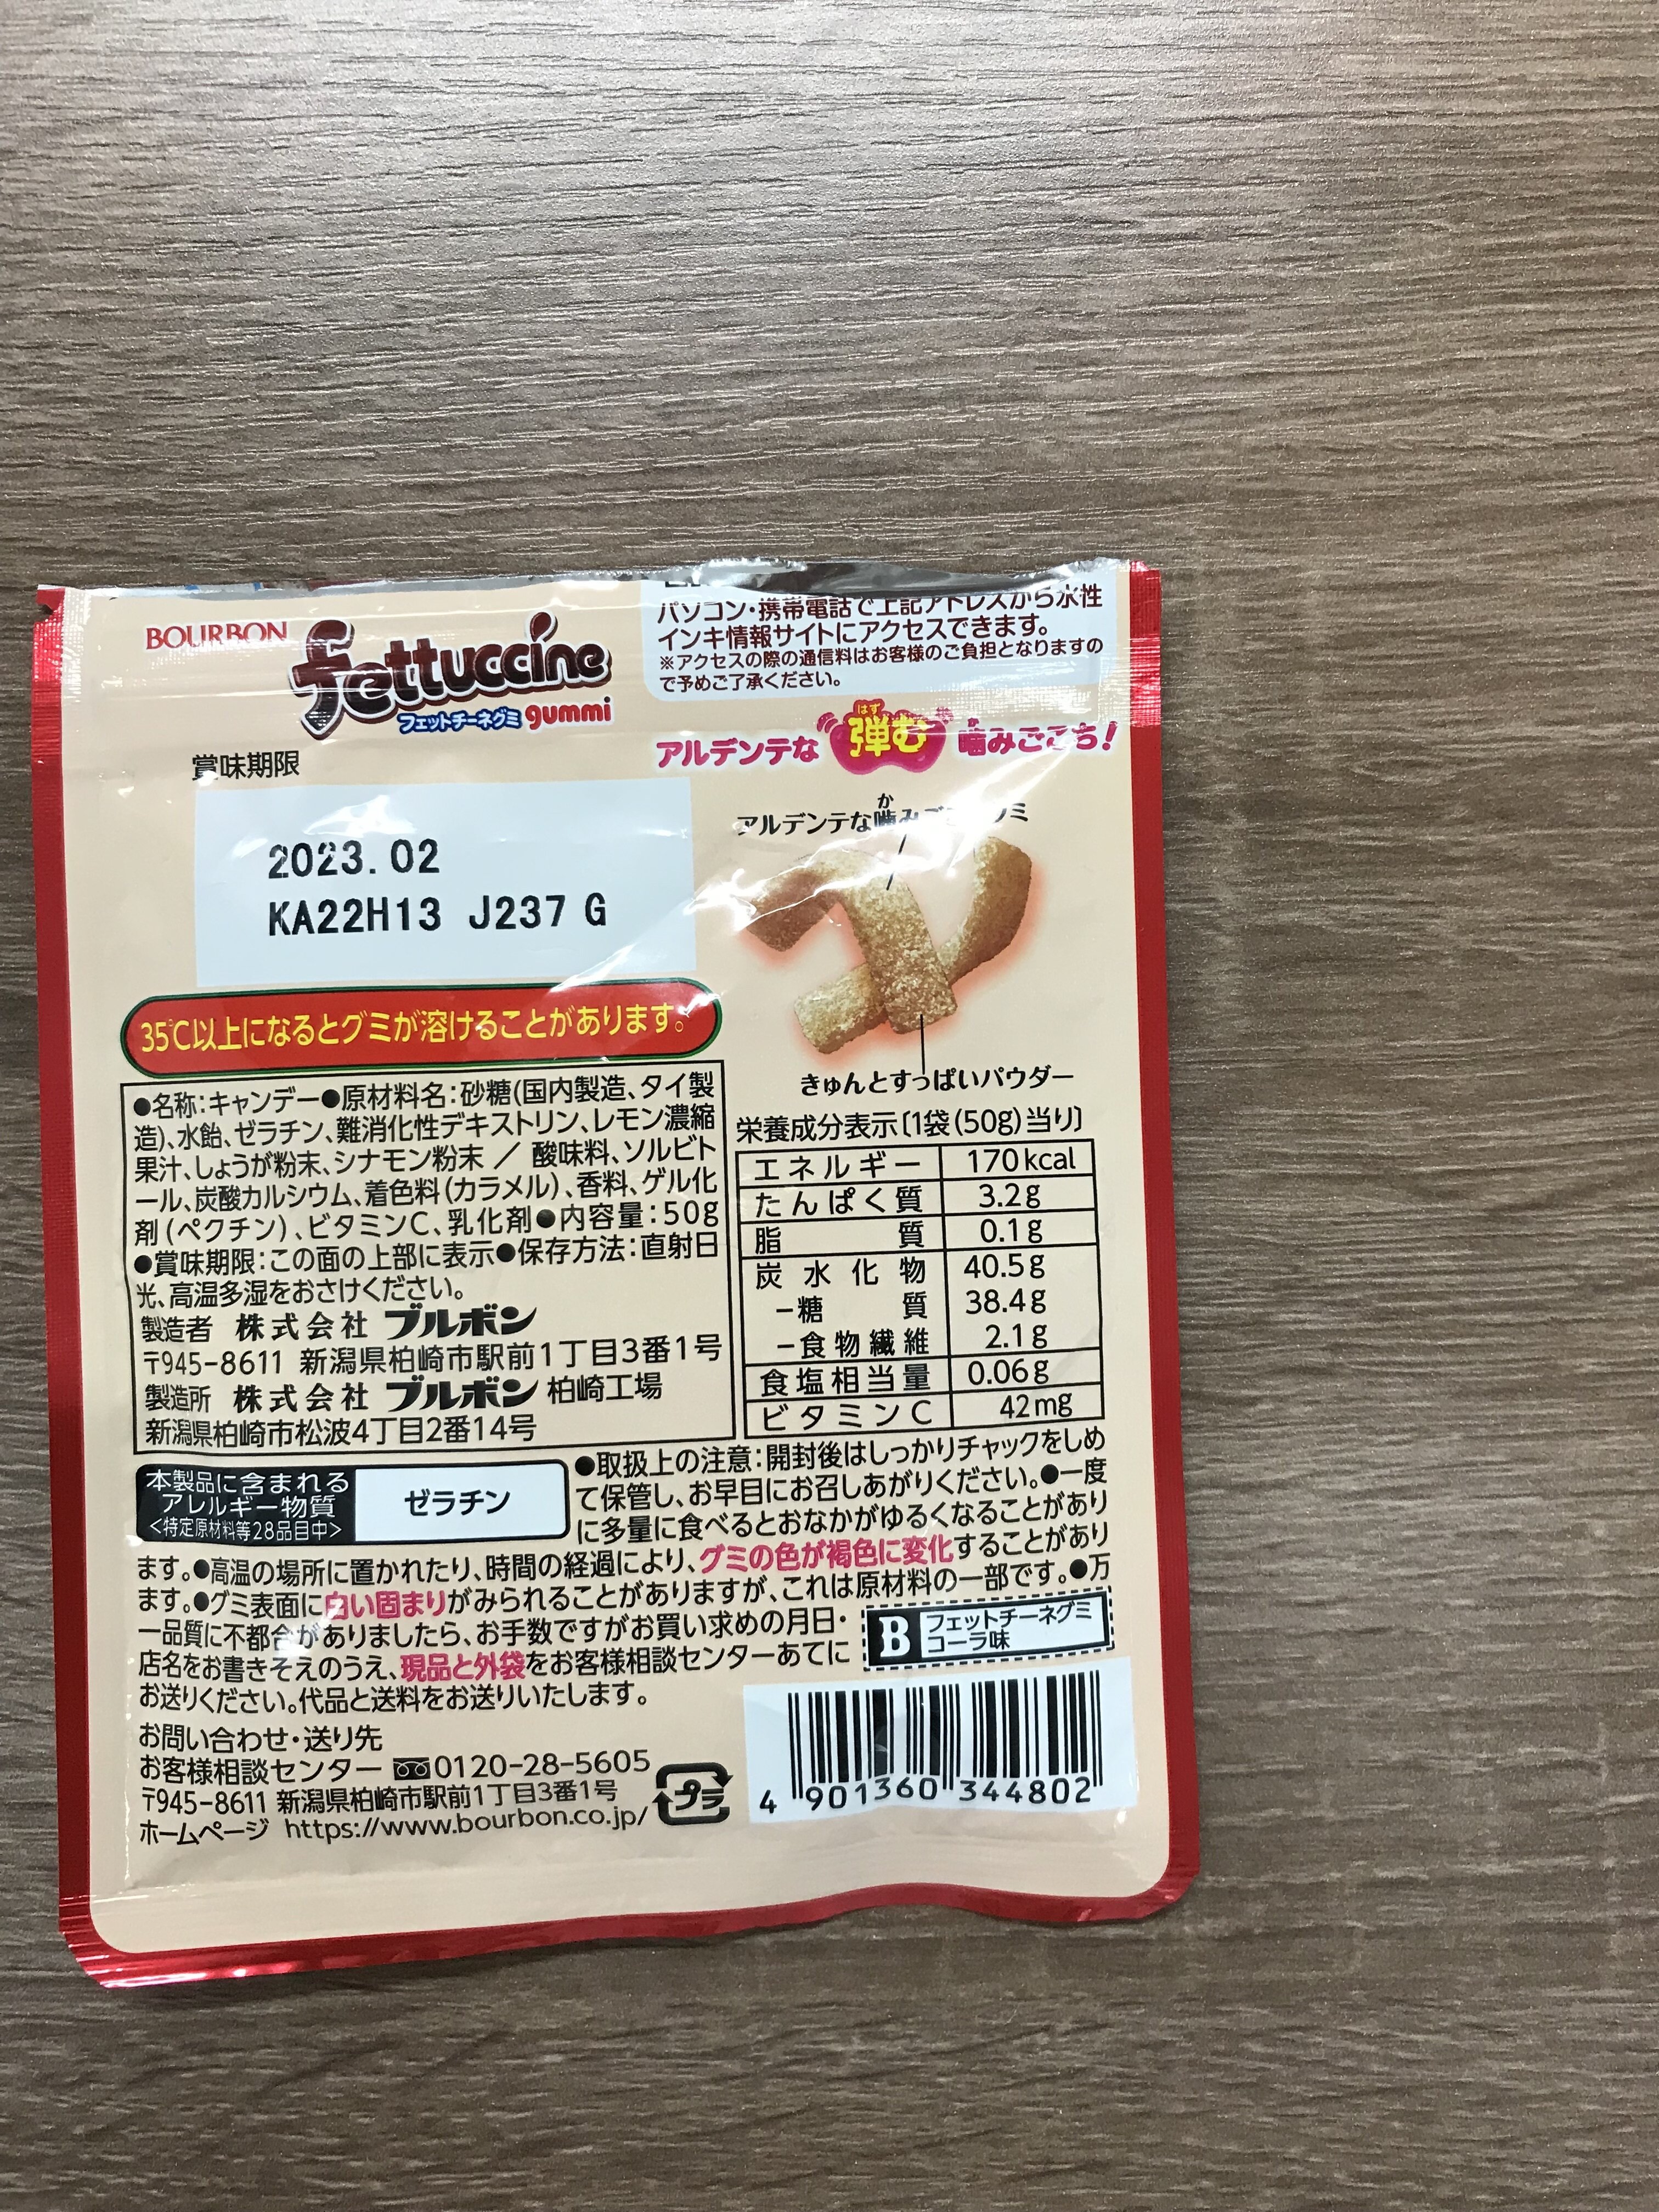 BOURBON
fettuccine
フェットチーネグミ gummi
パソコン・携帯電話で上記アドレスから水性
インキ情報サイトにアクセスできます。
※アクセスの際の通信料はお客様のご負担となりますの
で予めご了承ください。
はず
アルデンテな弾む噛みごこち!
賞味期限
2023.02
KA22H13 J237 G
か
アルデンテな噛み
きゅんとすっぱいパウダー
35℃以上になるとグミが溶けることがあります。
●名称:キャンデー●原材料名:砂糖(国内製造、タイ製
造)、水飴、ゼラチン、難消化性デキストリン、レモン濃縮
果汁、しょうが粉末、シナモン粉末 / 酸味料、ソルビト
ール、炭酸カルシウム、着色料(カラメル)、香料、ゲル化
剤(ペクチン)、ビタミンC、乳化剤●内容量:50g
●賞味期限:この面の上部に表示●保存方法:直射日
光、高温多湿をおさけください。
製造者 株式会社 ブルボン
〒945-8611 新潟県柏崎市駅前1丁目3番1号
製造所 株式会社 ブルボン 柏崎工場
新潟県柏崎市松波4丁目2番14号
栄養成分表示〔1袋(50g)当り〕
エネルギー 170kcal
たんぱく質 3.2g
脂質 0.1g
炭水化物 40.5g
-糖質 38.4g
-食物繊維 2.1g
食塩相当量 0.06g
ビタミンC 42mg
本製品に含まれる
アレルギー物質
<特定原材料等28品目中>
ゼラチン
●取扱上の注意:開封後はしっかりチャックをしめ
て保管し、お早目にお召しあがりください。●一度
に多量に食べるとおなかがゆるくなることがあり
ます。●高温の場所に置かれたり、時間の経過により、グミの色が褐色に変化することがあり
ます。●グミ表面に白い固まりがみられることがありますが、これは原材料の一部です。●万
一品質に不都合がありましたら、お手数ですがお買い求めの月日・
店名をお書きそえのうえ、現品と外袋をお客様相談センターあてに
お送りください。代品と送料をお送りいたします。
B フェットチーネグミ
コーラ味
お問い合わせ・送り先
お客様相談センター 0120-28-5605
〒945-8611 新潟県柏崎市駅前1丁目3番1号
ホームページ https://www.bourbon.co.jp/
プラ
4 901360 344802